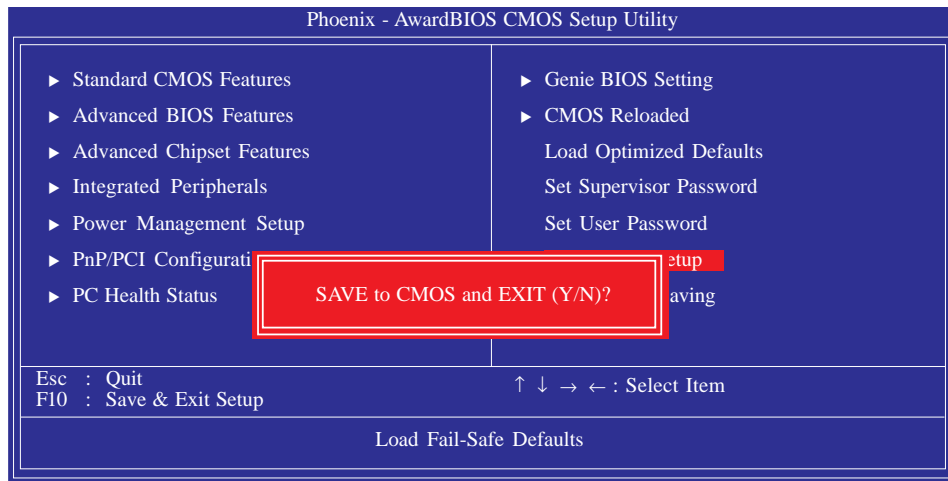 Phoenix - AwardBIOS CMOS Setup Utility
► Standard CMOS Features
► Advanced BIOS Features
► Advanced Chipset Features
► Integrated Peripherals
► Power Management Setup
► PnP/PCI Configurati
► PC Health Status
► Genie BIOS Setting
► CMOS Reloaded
Load Optimized Defaults
Set Supervisor Password
Set User Password
etup
aving
SAVE to CMOS and EXIT (Y/N)?
Esc : Quit
F10 : Save & Exit Setup
↑ ↓ → ← : Select Item
Load Fail-Safe Defaults